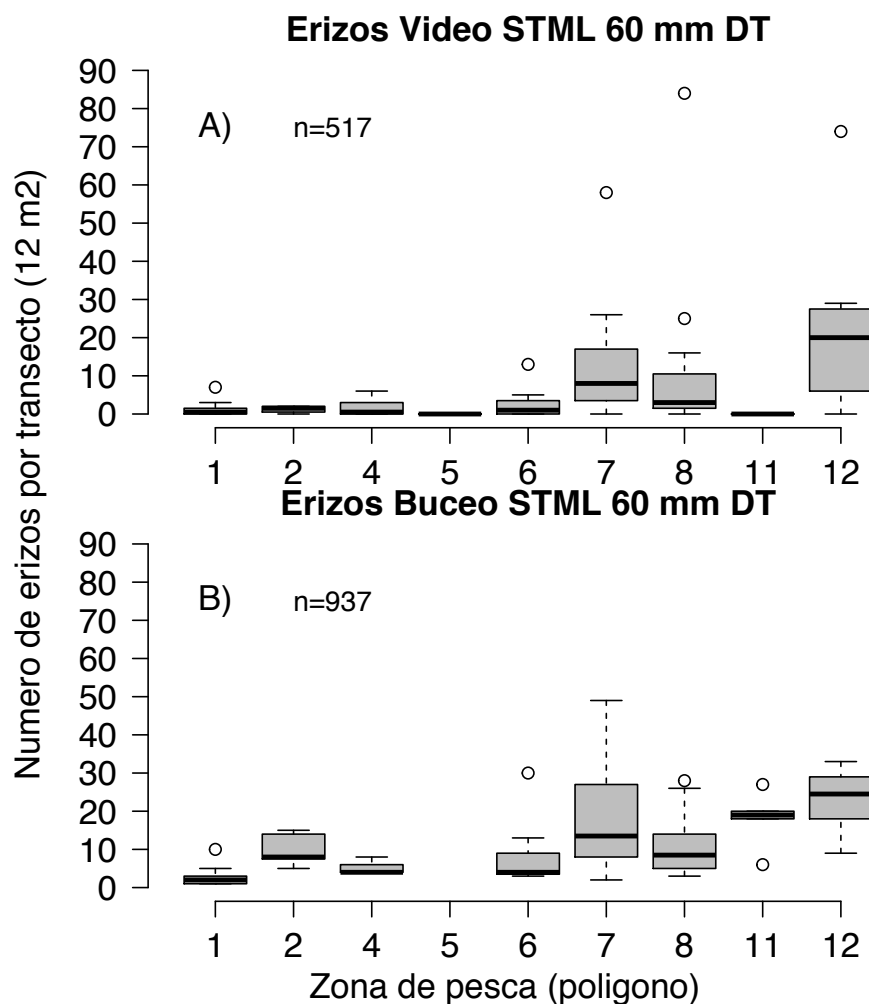 Erizos Video STML 60 mm DT
Numero de erizos por transecto (12 m2)
A) n=517
90
80
70
60
50
40
30
20
10
0
1 2 4 5 6 7 8 11 12
Erizos Buceo STML 60 mm DT
B) n=937
90
80
70
60
50
40
30
20
10
0
1 2 4 5 6 7 8 11 12
Zona de pesca (poligono)